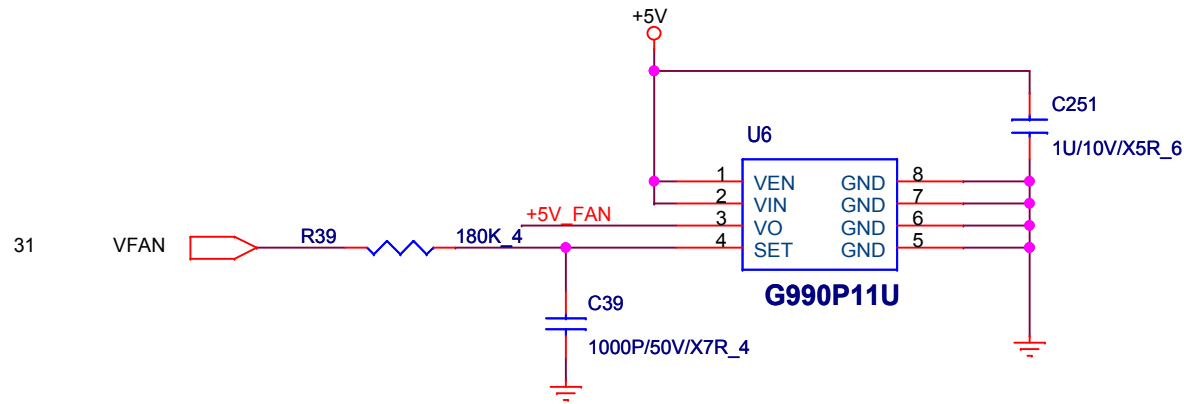 +5V
C251
1U/10V/X5R_6
U6
1 VEN GND 8
2 VIN GND 7
+5V_FAN 3 VO GND 6
31 VFAN R39 180K_4 4 SET GND 5
G990P11U
C39
1000P/50V/X7R_4